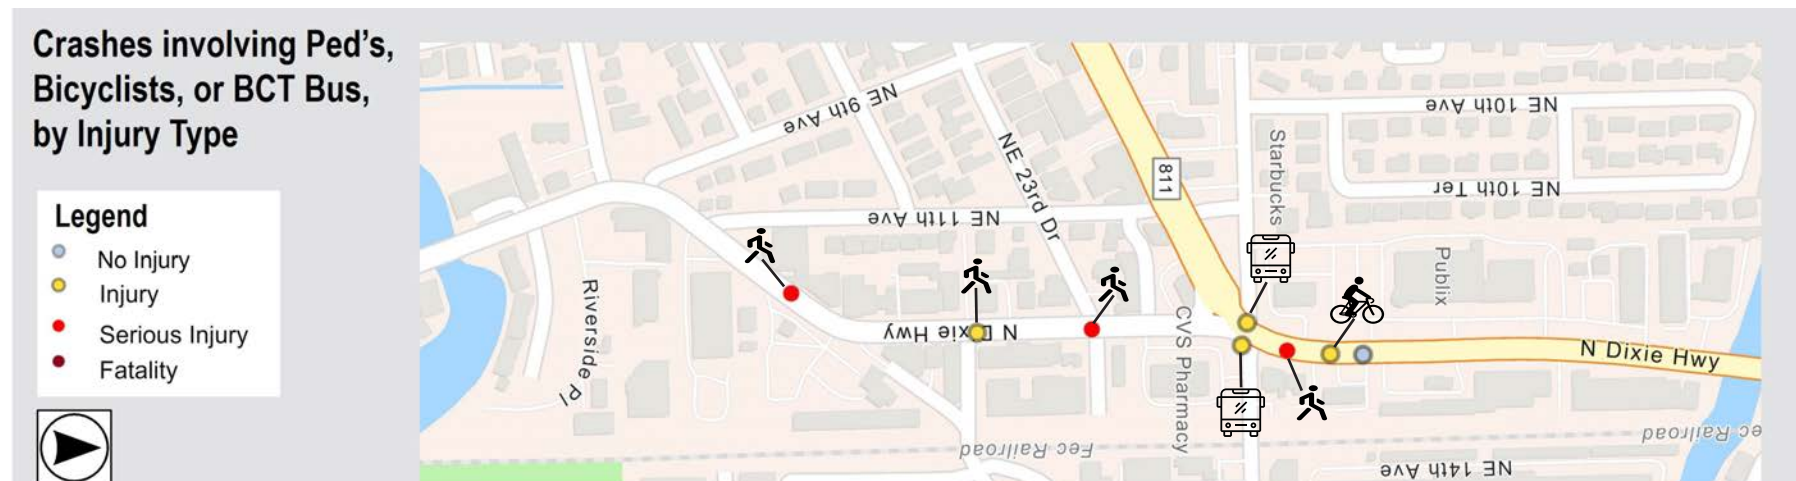 Crashes involving Ped's,
Bicyclists, or BCT Bus,
by Injury Type
Legend
No Injury
Injury
Serious Injury
Fatality
NE 9th Ave
NE 23rd Dr
811
Starbucks
NE 10th Ave
NE 10th Ter
NE 11th Ave
Publix
Riverside Pl
N Dixie Hwy
CVS Pharmacy
N Dixie Hwy
Fec Railroad
Fec Railroad
NE 14th Ave